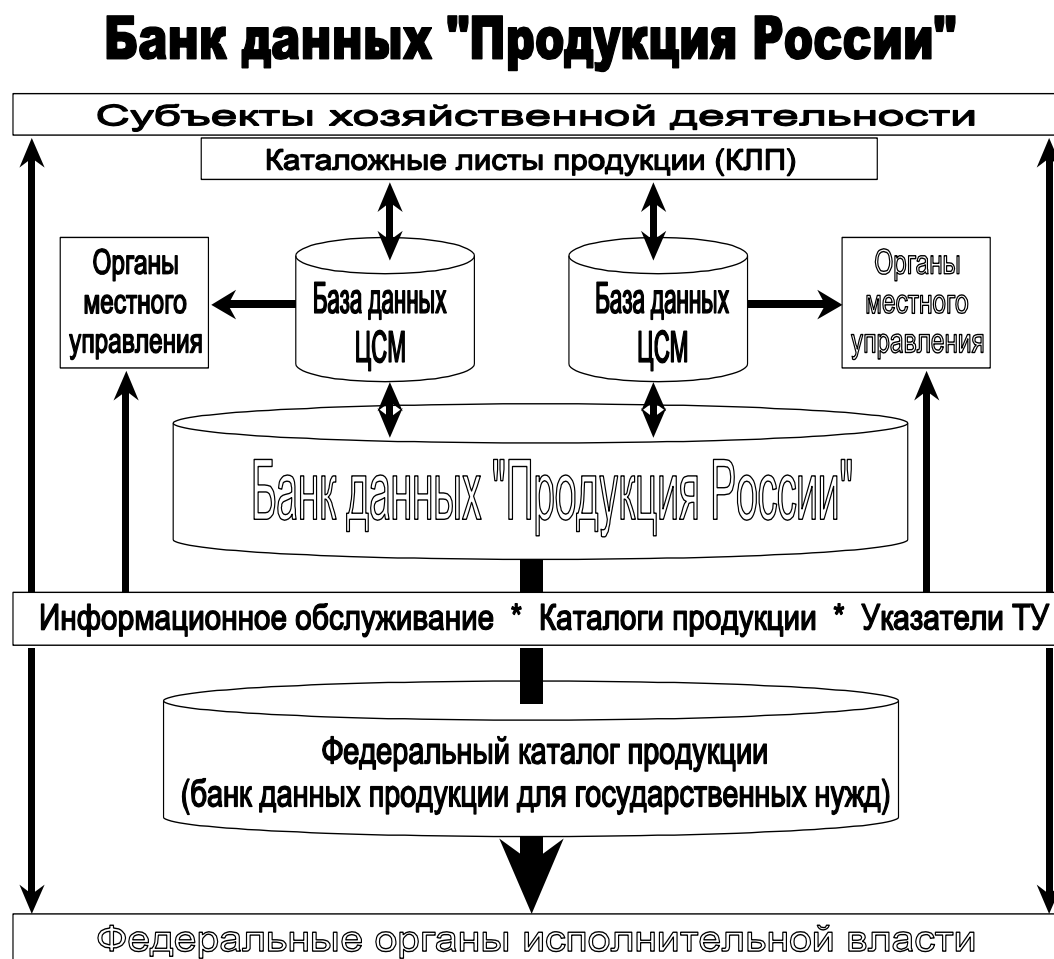 Банк данных "Продукция России"
Субъекты хозяйственной деятельности
Каталожные листы продукции (КЛП)
Органы
местного
управления
База данных
ЦСМ
База данных
ЦСМ
Органы
местного
управления
Банк данных "Продукция России"
Информационное обслуживание * Каталоги продукции * Указатели ТУ
Федеральный каталог продукции
(банк данных продукции для государственных нужд)
Федеральные органы исполнительной власти